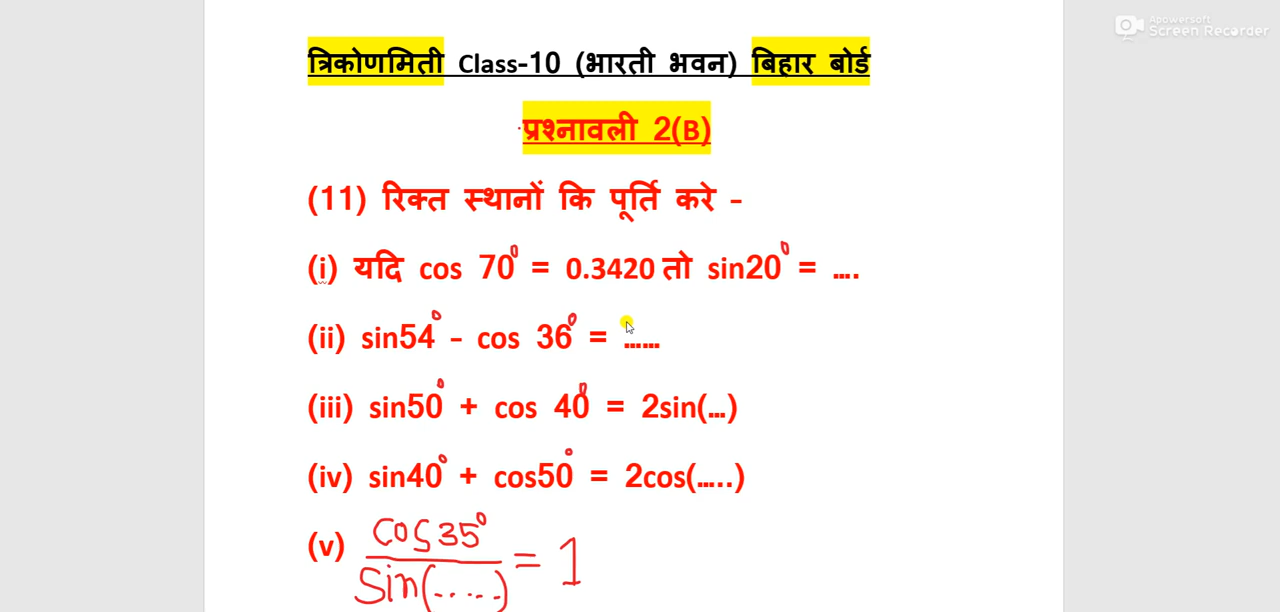 Apowersoft
Screen Recorder
त्रिकोणमिती Class-10 (भारती भवन) बिहार बोर्ड
प्रश्नावली 2(B)
(11) रिक्त स्थानों कि पूर्ति करे -
(i) यदि cos 70° = 0.3420 तो sin20° = ....
(ii) sin54° - cos 36° = ......
(iii) sin50° + cos 40° = 2sin(...)
(iv) sin40° + cos50° = 2cos(.....)
(v) cos35° / sin(.....) = 1